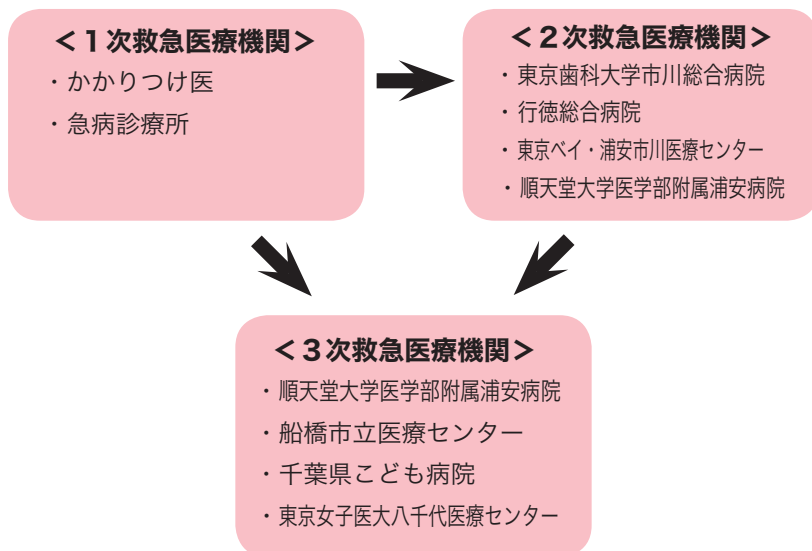 ＜１次救急医療機関＞
・かかりつけ医
・急病診療所
＜２次救急医療機関＞
・東京歯科大学市川総合病院
・行徳総合病院
・東京ベイ・浦安市川医療センター
・順天堂大学医学部附属浦安病院
＜３次救急医療機関＞
・順天堂大学医学部附属浦安病院
・船橋市立医療センター
・千葉県こども病院
・東京女子医大八千代医療センター